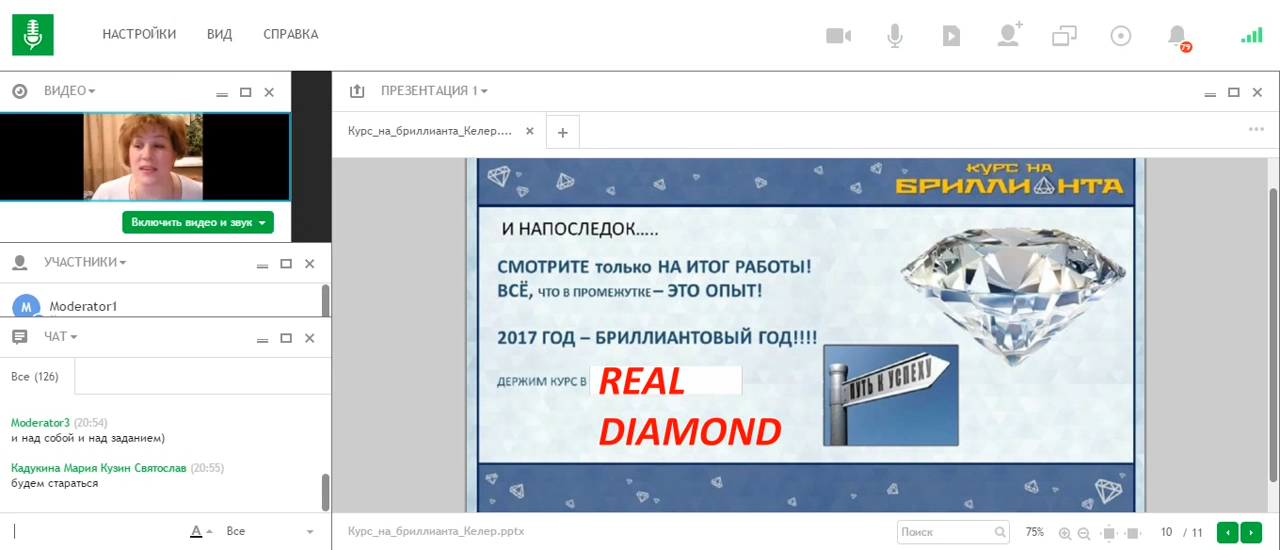 НАСТРОЙКИ ВИД СПРАВКА
79
ВИДЕО
ПРЕЗЕНТАЦИЯ 1
Курс_на_бриллианта_Келер....
Включить видео и звук
УЧАСТНИКИ
M Moderator1
ЧАТ
Все (126)
Moderator3 (20:54)
и над собой и над заданием)
Кадукина Мария Кузин Святослав (20:55)
будем стараться
Все
КУРС НА
БРИЛЛИАНТА
И НАПОСЛЕДОК.....
СМОТРИТЕ только НА ИТОГ РАБОТЫ!
ВСЁ, ЧТО В ПРОМЕЖУТКЕ – ЭТО ОПЫТ!
2017 ГОД – БРИЛЛИАНТОВЫЙ ГОД!!!!
ДЕРЖИМ КУРС В REAL
DIAMOND
ПУТЬ К УСПЕХУ
Курс_на_бриллианта_Келер.pptx
Поиск
75%
10 / 11